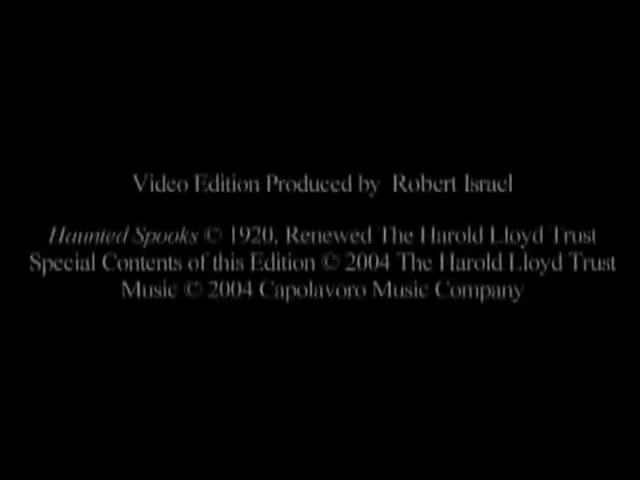 Video Edition Produced by Robert Israel
Haunted Spooks © 1920, Renewed The Harold Lloyd Trust
Special Contents of this Edition © 2004 The Harold Lloyd Trust
Music © 2004 Capolavoro Music Company